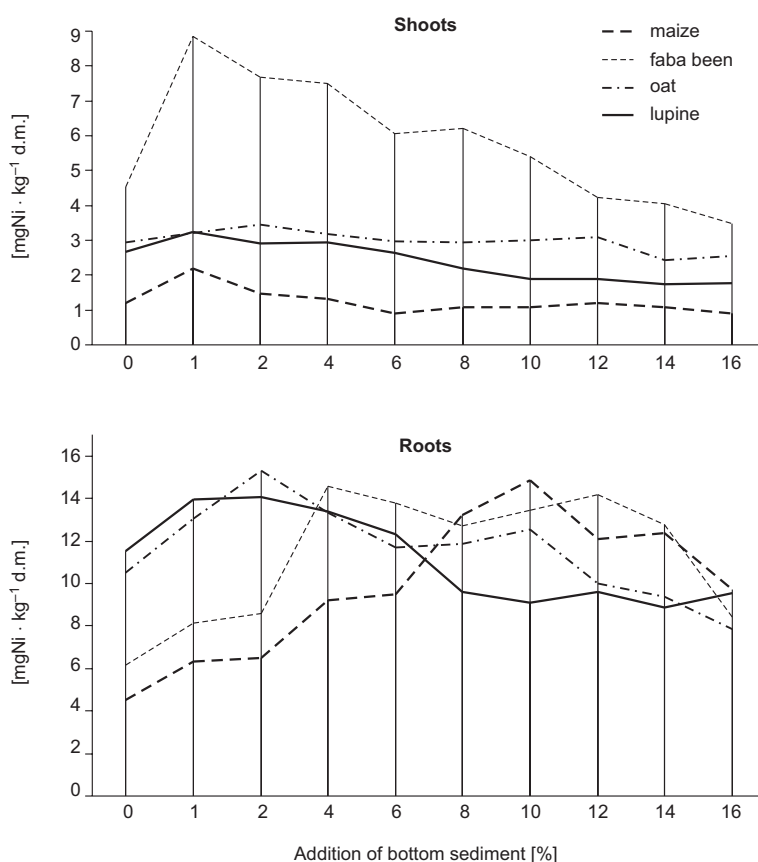 Shoots
maize
faba been
oat
lupine
[mgNi · kg⁻¹ d.m.]
9
8
7
6
5
4
3
2
1
0
0 1 2 4 6 8 10 12 14 16
Roots
[mgNi · kg⁻¹ d.m.]
16
14
12
10
8
6
4
2
0
0 1 2 4 6 8 10 12 14 16
Addition of bottom sediment [%]